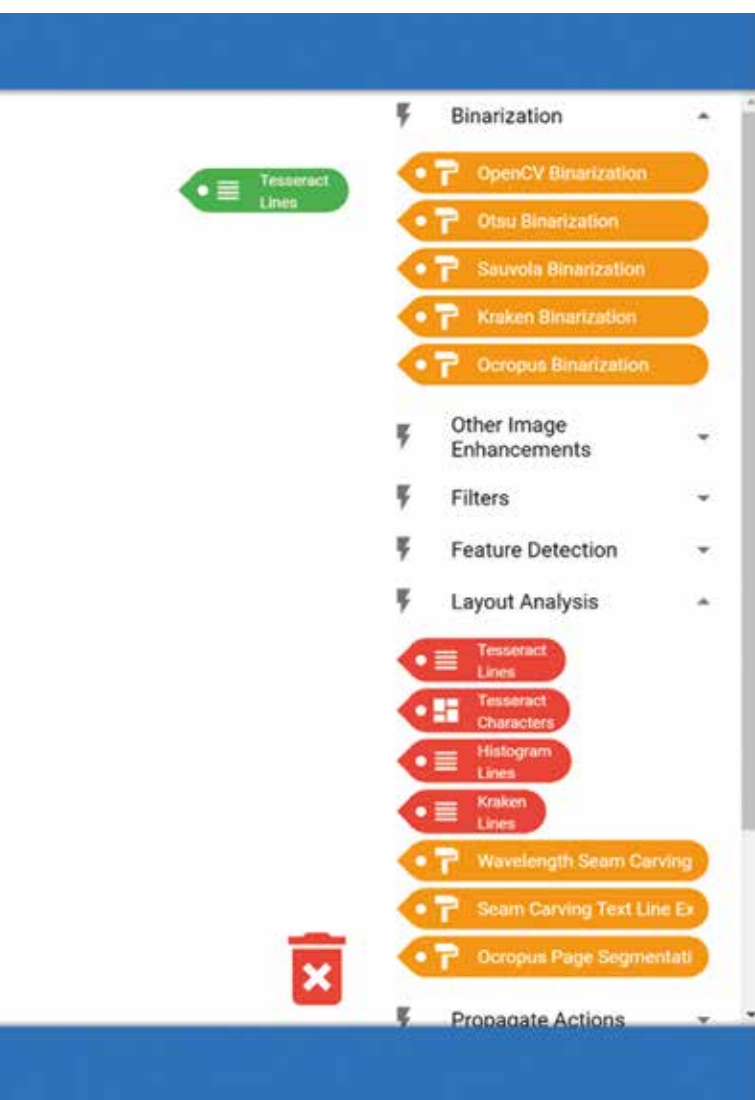 Tesseract
Lines
Binarization
OpenCV Binarization
Otsu Binarization
Sauvola Binarization
Kraken Binarization
Ocropus Binarization
Other Image
Enhancements
Filters
Feature Detection
Layout Analysis
Tesseract
Lines
Tesseract
Characters
Histogram
Lines
Kraken
Lines
Wavelength Seam Carving
Seam Carving Text Line Ex
Ocropus Page Segmentati
Propagate Actions